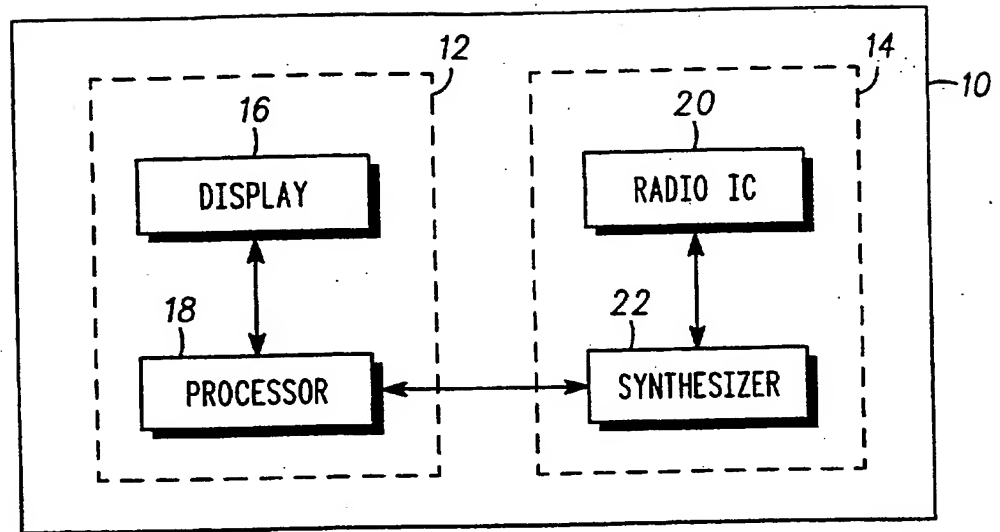 12
14
10
16
20
DISPLAY
RADIO IC
18
22
PROCESSOR
SYNTHESIZER